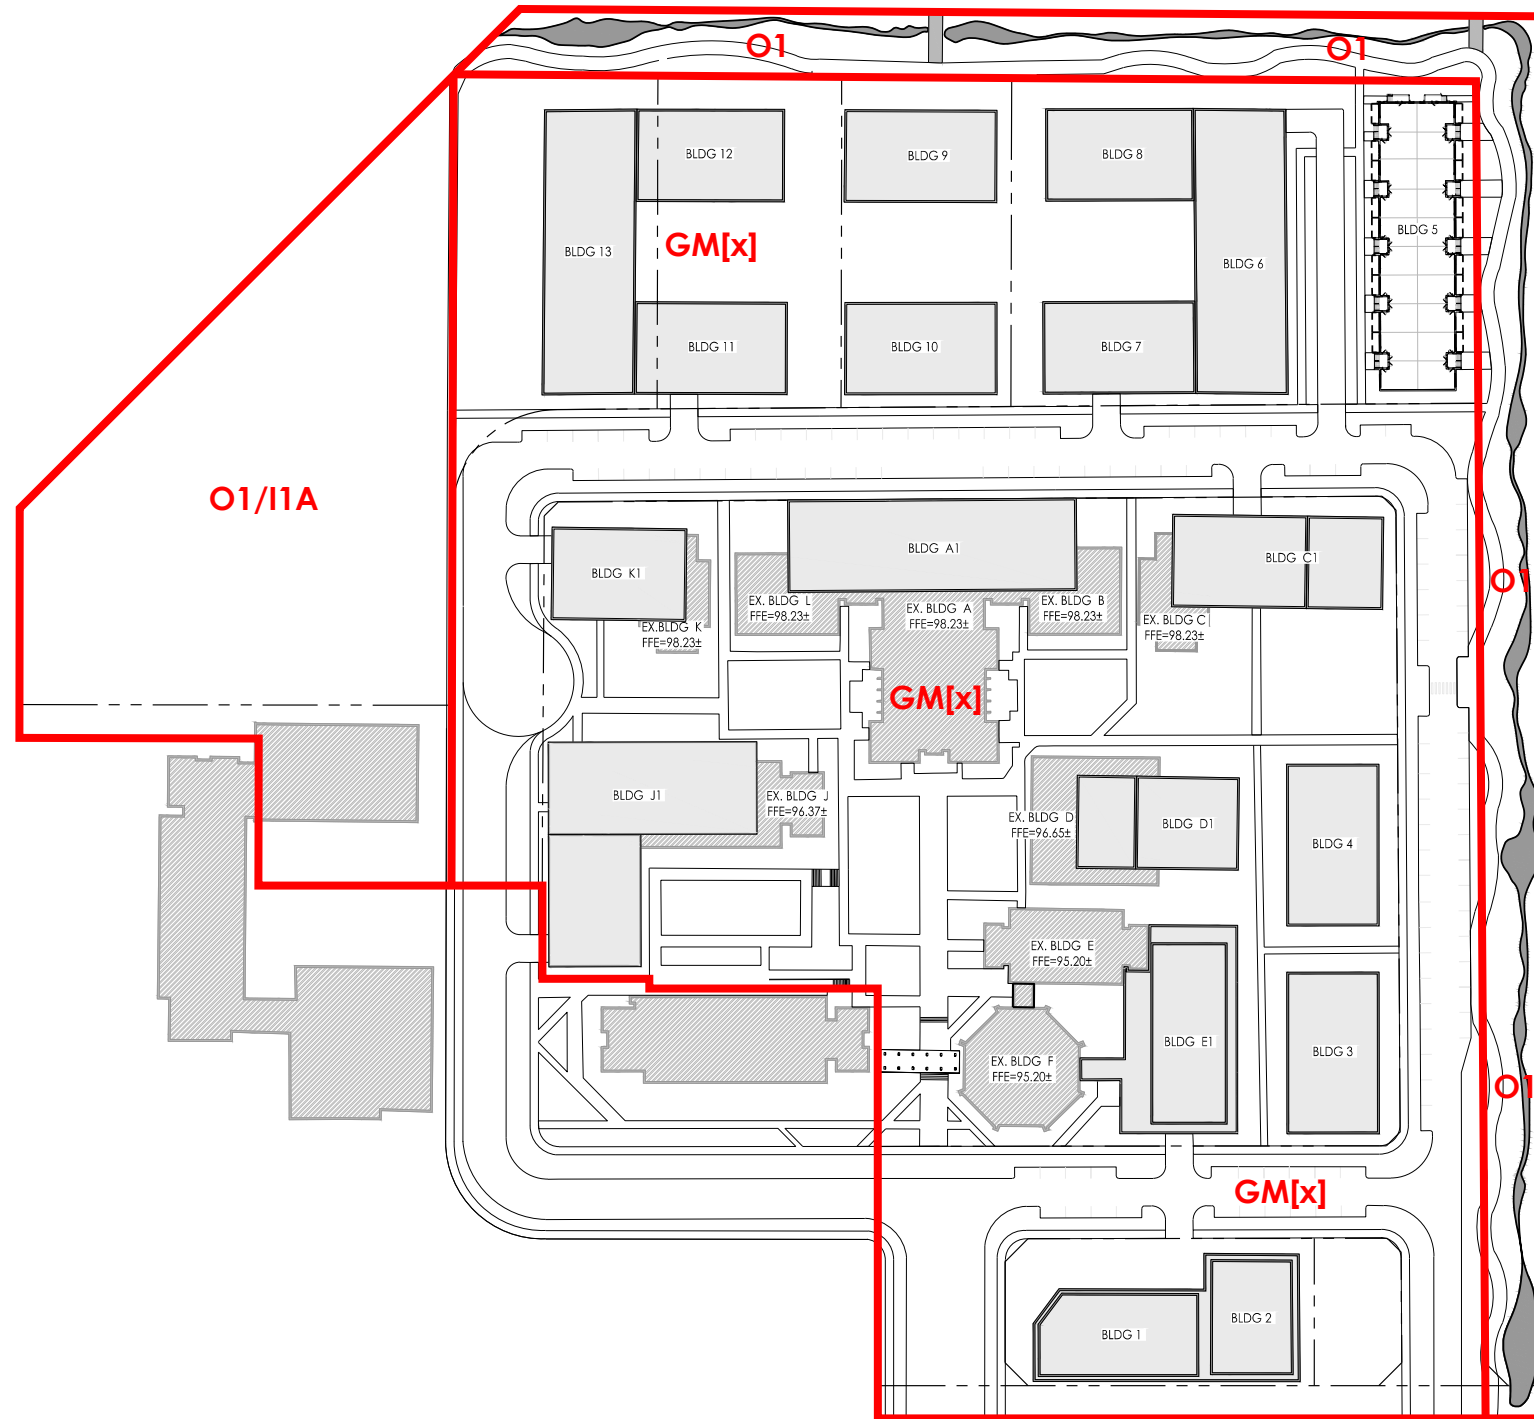 O1
O1
BLDG 12
BLDG 9
BLDG 8
BLDG 5
GM[x]
BLDG 13
BLDG 6
BLDG 11
BLDG 10
BLDG 7
O1/I1A
BLDG A1
BLDG C1
BLDG K1
O1
EX. BLDG L
FFE=98.23±
EX. BLDG A
FFE=98.23±
EX. BLDG B
FFE=98.23±
EX. BLDG C
FFE=98.23±
EX.BLDG K
FFE=98.23±
GM[x]
BLDG J1
EX. BLDG J
FFE=96.37±
EX. BLDG D
FFE=96.65±
BLDG D1
BLDG 4
EX. BLDG E
FFE=95.20±
BLDG E1
BLDG 3
EX. BLDG F
FFE=95.20±
O1
GM[x]
BLDG 1
BLDG 2